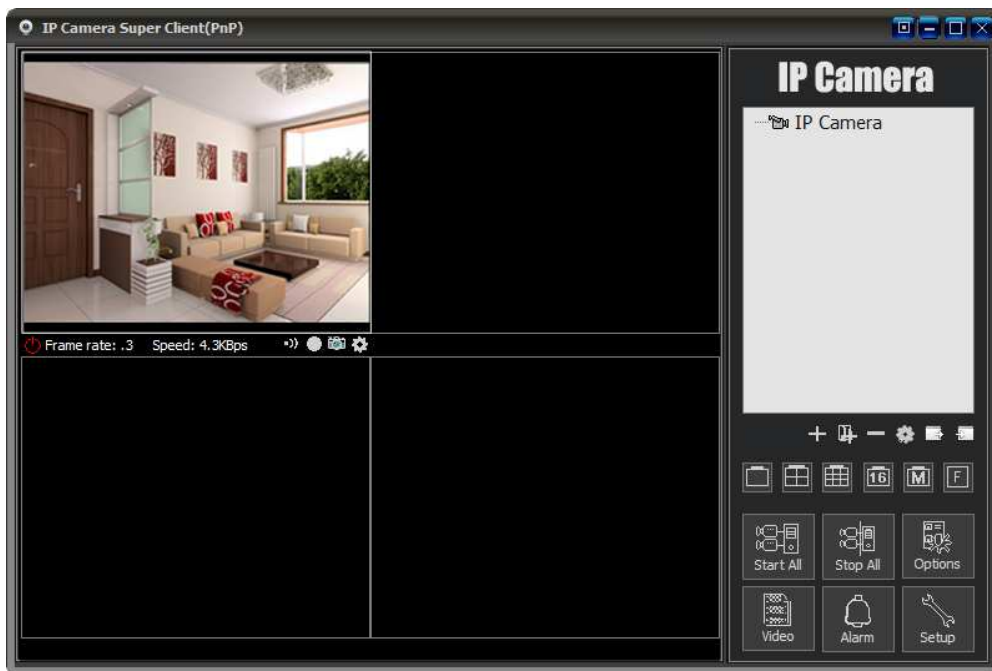 IP Camera Super Client(PnP)
IP Camera
IP Camera
Frame rate: .3 Speed: 4.3KBps
16 M F
Start All Stop All Options
Video Alarm Setup